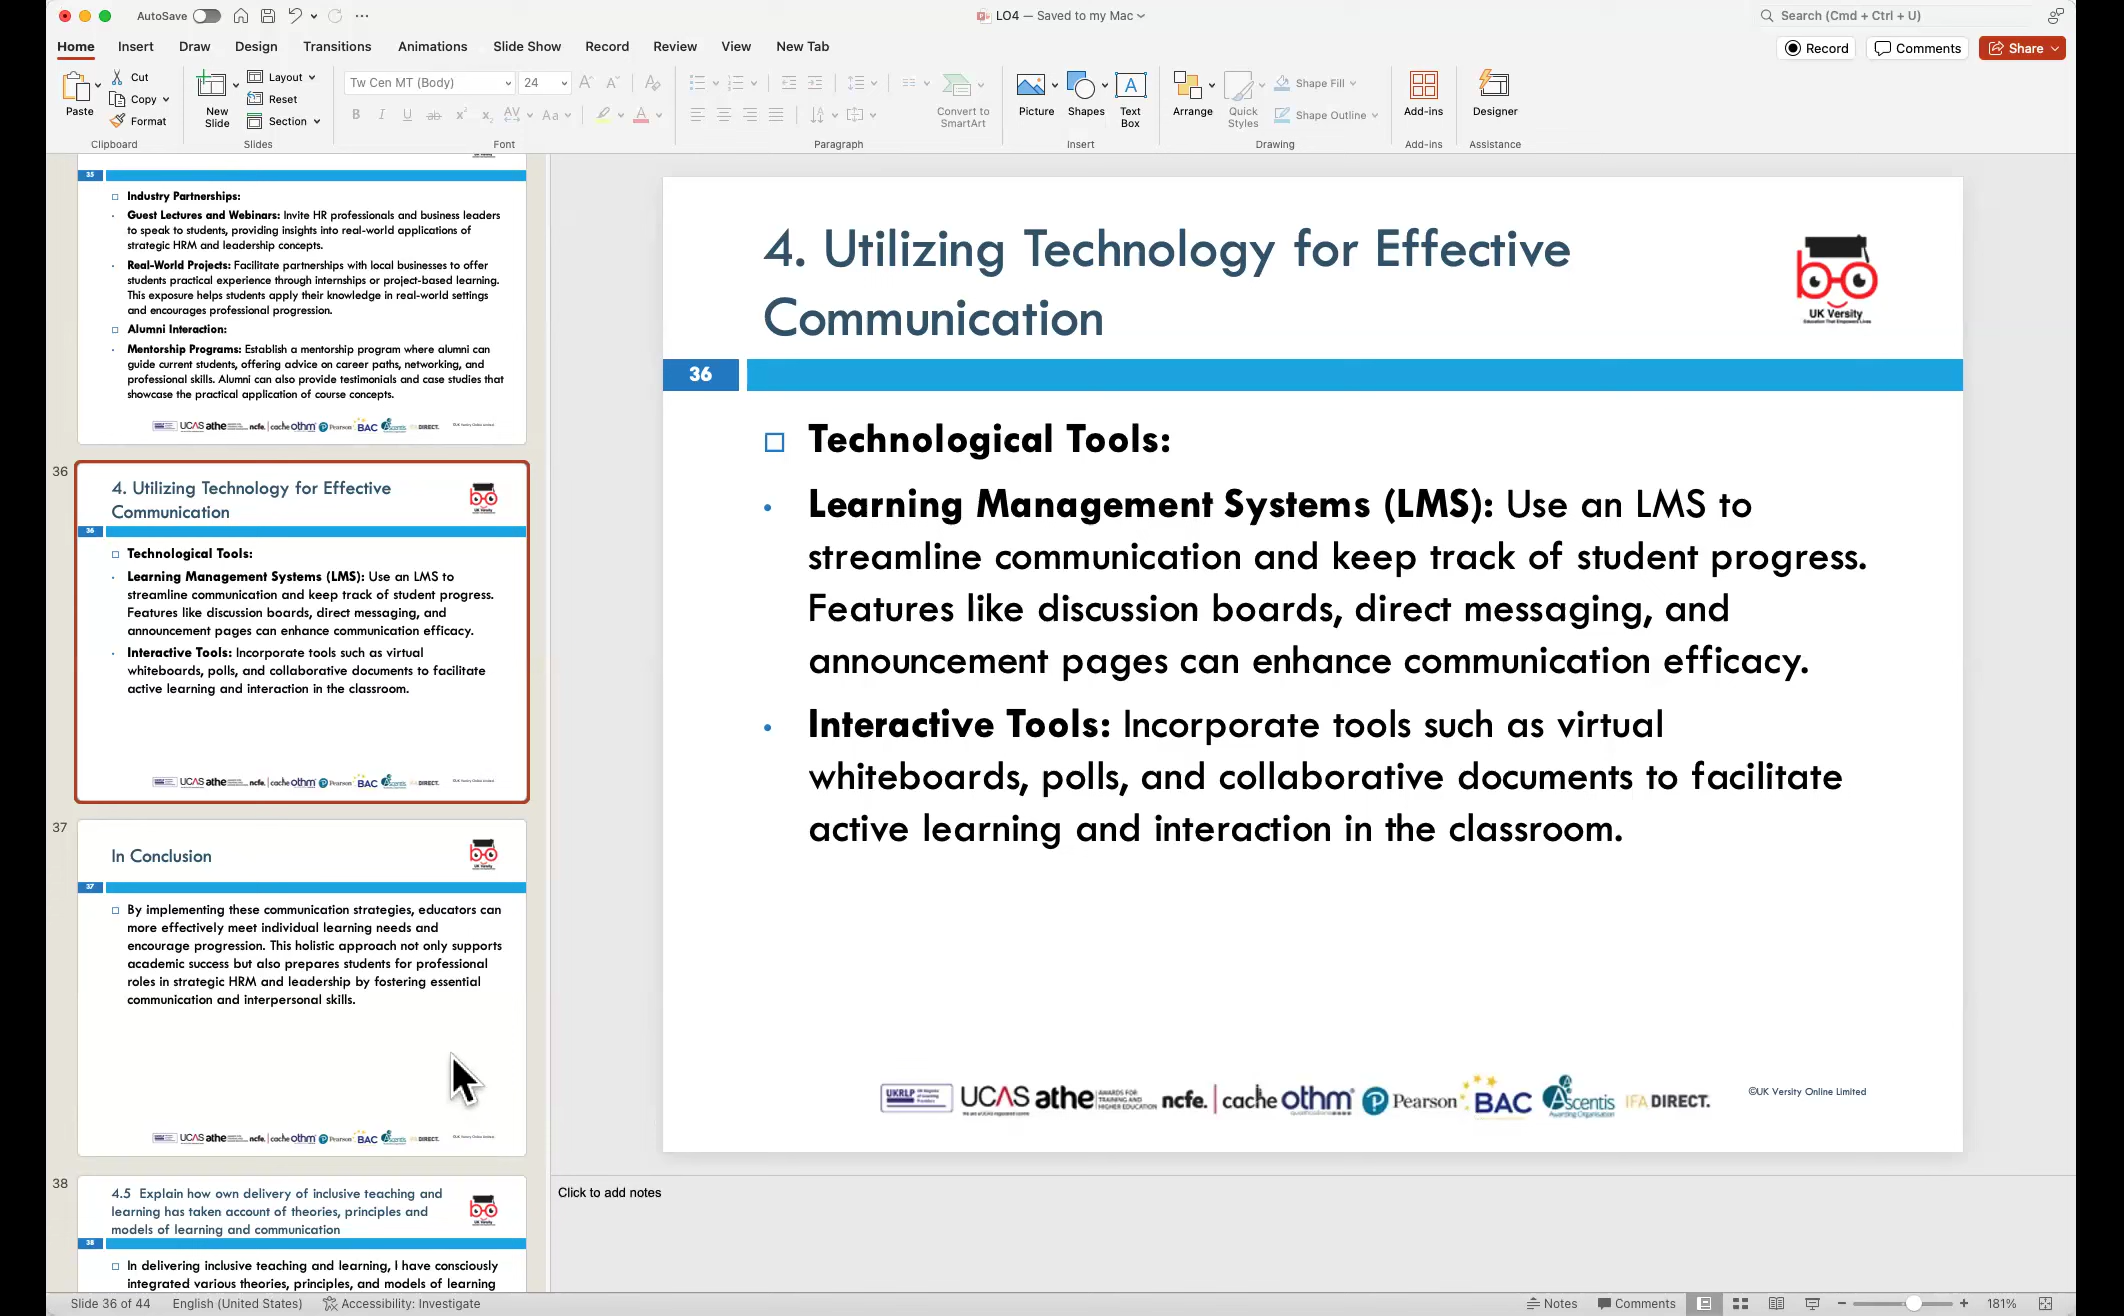 AutoSave
LO4 — Saved to my Mac
Search (Cmd + Ctrl + U)
Home Insert Draw Design Transitions Animations Slide Show Record Review View New Tab
Record Comments Share
Paste
Cut
Copy
Format
Clipboard
New
Slide
Layout
Reset
Section
Slides
Tw Cen MT (Body) 24
Font
Paragraph
Convert to
SmartArt
Picture
Shapes
Text
Box
Insert
Arrange
Quick
Styles
Shape Fill
Shape Outline
Drawing
Add-ins
Add-ins
Designer
Assistance
35
Industry Partnerships:
Guest Lectures and Webinars: Invite HR professionals and business leaders
to speak to students, providing insights into real-world applications of
strategic HRM and leadership concepts.
Real-World Projects: Facilitate partnerships with local businesses to offer
students practical experience through internships or project-based learning.
This exposure helps students apply their knowledge in real-world settings
and encourages professional progression.
Alumni Interaction:
Mentorship Programs: Establish a mentorship program where alumni can
guide current students, offering advice on career paths, networking, and
professional skills. Alumni can also provide testimonials and case studies that
showcase the practical application of course concepts.
UCAS athe ncfe. cache othm Pearson BAC Ascentis IFA DIRECT.
36
4. Utilizing Technology for Effective
Communication
36
Technological Tools:
Learning Management Systems (LMS): Use an LMS to
streamline communication and keep track of student progress.
Features like discussion boards, direct messaging, and
announcement pages can enhance communication efficacy.
Interactive Tools: Incorporate tools such as virtual
whiteboards, polls, and collaborative documents to facilitate
active learning and interaction in the classroom.
UCAS athe ncfe. cache othm Pearson BAC Ascentis IFA DIRECT.
37
In Conclusion
37
By implementing these communication strategies, educators can
more effectively meet individual learning needs and
encourage progression. This holistic approach not only supports
academic success but also prepares students for professional
roles in strategic HRM and leadership by fostering essential
communication and interpersonal skills.
UCAS athe ncfe. cache othm Pearson BAC Ascentis IFA DIRECT.
38
4.5 Explain how own delivery of inclusive teaching and
learning has taken account of theories, principles and
models of learning and communication
38
In delivering inclusive teaching and learning, I have consciously
integrated various theories, principles, and models of learning
4. Utilizing Technology for Effective
Communication
UK Versity
Education That Empowers Lives
36
Technological Tools:
Learning Management Systems (LMS): Use an LMS to
streamline communication and keep track of student progress.
Features like discussion boards, direct messaging, and
announcement pages can enhance communication efficacy.
Interactive Tools: Incorporate tools such as virtual
whiteboards, polls, and collaborative documents to facilitate
active learning and interaction in the classroom.
UKRLP UCAS athe AWARDS FOR TRAINING AND HIGHER EDUCATION ncfe. cache othm Pearson BAC Ascentis IFA DIRECT.
©UK Versity Online Limited
Click to add notes
Slide 36 of 44 English (United States) Accessibility: Investigate
Notes Comments 181%